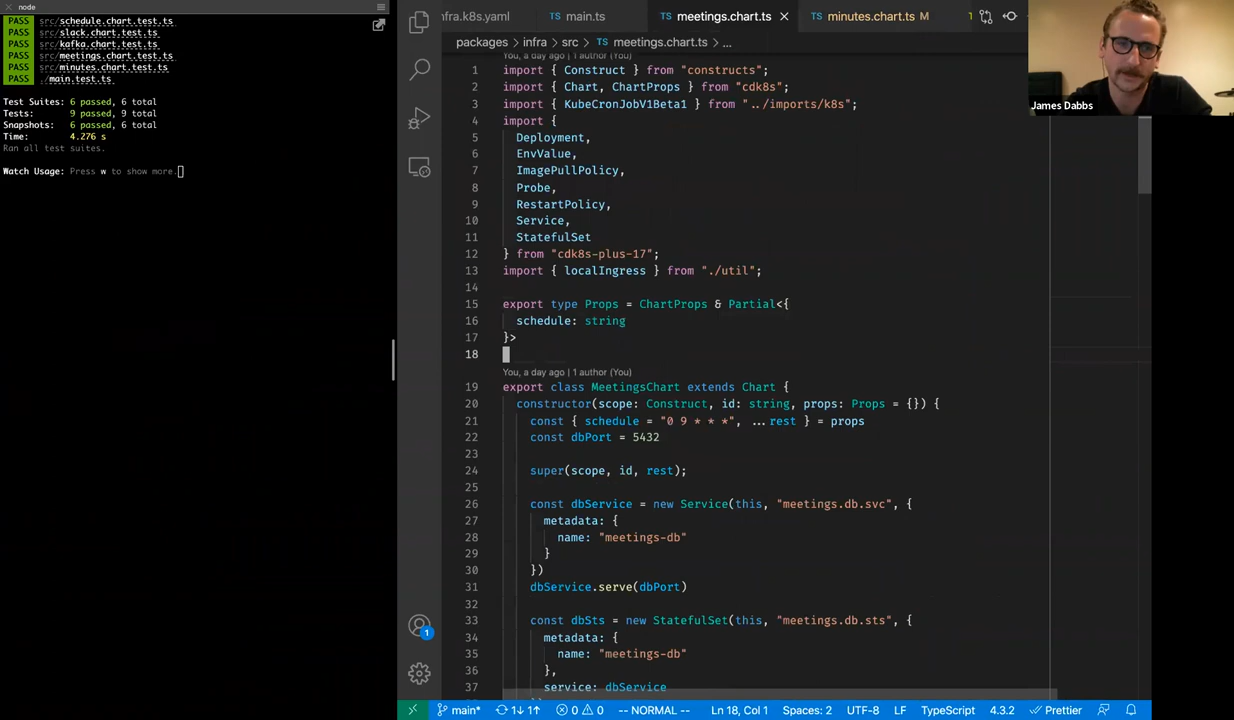 node
PASS src/schedule.chart.test.ts
PASS src/slack.chart.test.ts
PASS src/kafka.chart.test.ts
PASS src/meetings.chart.test.ts
PASS src/minutes.chart.test.ts
PASS ./main.test.ts
Test Suites: 6 passed, 6 total
Tests: 9 passed, 9 total
Snapshots: 6 passed, 6 total
Time: 4.276 s
Ran all test suites.
Watch Usage: Press w to show more.
nfra.k8s.yaml main.ts meetings.chart.ts minutes.chart.ts M
James Dabbs
packages > infra > src > meetings.chart.ts > ...
You, a day ago | 1 author (You)
1 import { Construct } from "constructs";
2 import { Chart, ChartProps } from "cdk8s";
3 import { KubeCronJobV1Beta1 } from "../imports/k8s";
4 import {
5 Deployment,
6 EnvValue,
7 ImagePullPolicy,
8 Probe,
9 RestartPolicy,
10 Service,
11 StatefulSet
12 } from "cdk8s-plus-17";
13 import { localIngress } from "./util";
14
15 export type Props = ChartProps & Partial<{
16 schedule: string
17 }>
18
You, a day ago | 1 author (You)
19 export class MeetingsChart extends Chart {
20 constructor(scope: Construct, id: string, props: Props = {}) {
21 const { schedule = "0 9 * * *", ...rest } = props
22 const dbPort = 5432
23
24 super(scope, id, rest);
25
26 const dbService = new Service(this, "meetings.db.svc", {
27 metadata: {
28 name: "meetings-db"
29 }
30 })
31 dbService.serve(dbPort)
32
33 const dbSts = new StatefulSet(this, "meetings.db.sts", {
34 metadata: {
35 name: "meetings-db"
36 },
37 service: dbService
1
main* 1↓ 1↑ 0 0 -- NORMAL -- Ln 18, Col 1 Spaces: 2 UTF-8 LF TypeScript 4.3.2 Prettier